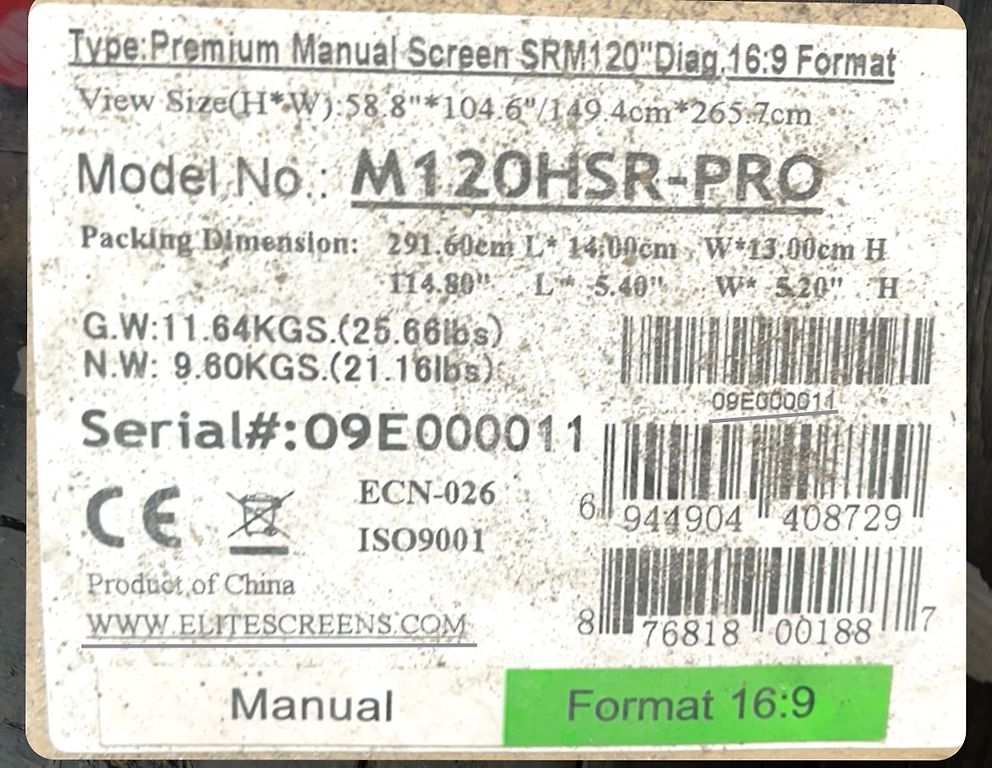 Type:Premium Manual Screen SRM120"Diag.16:9 Format
View Size(H*W):58.8"*104.6"/149.4cm*265.7cm
Model No.: M120HSR-PRO
Packing Dimension: 291.60cm L* 14.00cm W*13.00cm H
114.80" L* 5.40" W* 5.20" H
G.W:11.64KGS.(25.66lbs)
N.W: 9.60KGS.(21.16lbs)
09E000011
Serial#:09E000011
6 944904 408729
CE ECN-026
ISO9001
Product of China
8 76818 00188 7
WWW.ELITESCREENS.COM
Manual Format 16:9